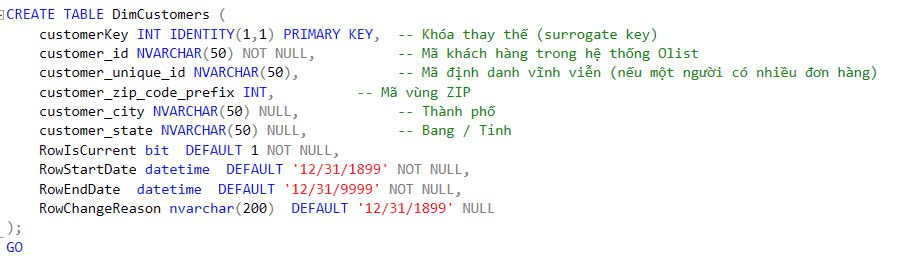 CREATE TABLE DimCustomers (
    customerKey INT IDENTITY(1,1) PRIMARY KEY,  -- Khóa thay thế (surrogate key)
    customer_id NVARCHAR(50) NOT NULL,          -- Mã khách hàng trong hệ thống Olist
    customer_unique_id NVARCHAR(50),            -- Mã định danh vĩnh viễn (nếu một người có nhiều đơn hàng)
    customer_zip_code_prefix INT,          -- Mã vùng ZIP
    customer_city NVARCHAR(50) NULL,            -- Thành phố
    customer_state NVARCHAR(50) NULL,           -- Bang / Tỉnh
    RowIsCurrent bit  DEFAULT 1 NOT NULL,
    RowStartDate datetime  DEFAULT '12/31/1899' NOT NULL,
    RowEndDate  datetime  DEFAULT '12/31/9999' NOT NULL,
    RowChangeReason nvarchar(200)  DEFAULT '12/31/1899' NULL
);
GO